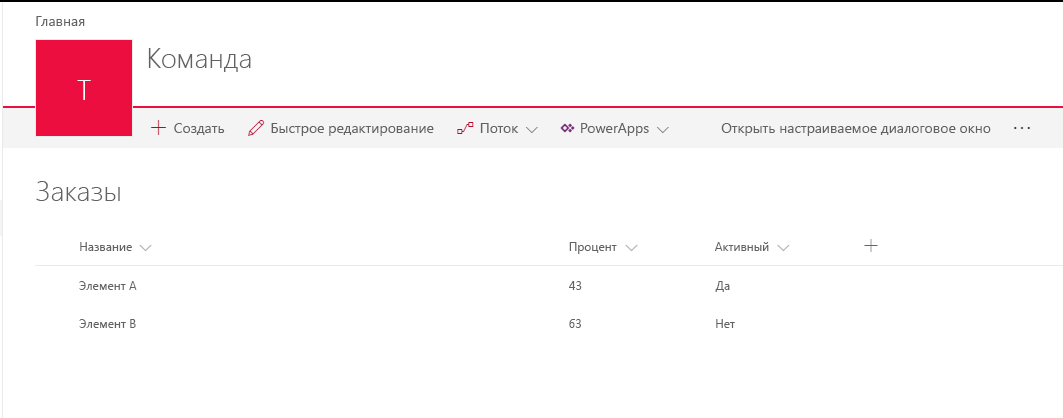 Главная
T
Команда
Создать Быстрое редактирование Поток PowerApps Открыть настраиваемое диалоговое окно ...
Заказы
Название Процент Активный
Элемент A 43 Да
Элемент B 63 Нет